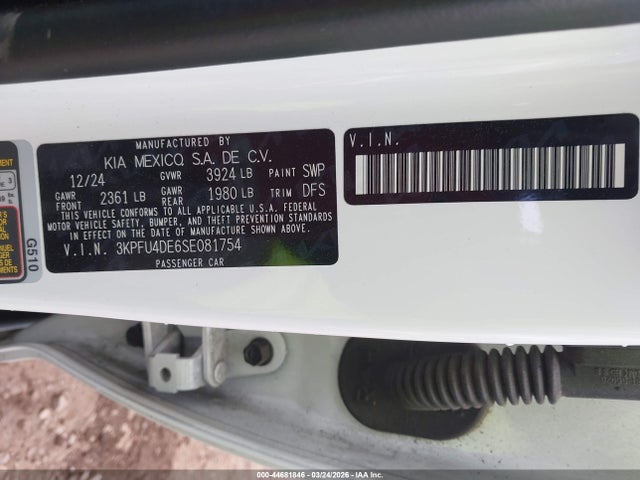 MANUFACTURED BY
KIA MEXICO, S.A. DE C.V.
12/24 GVWR 3924 LB PAINT SWP
GAWR FRONT 2361 LB GAWR REAR 1980 LB TRIM DFS
THIS VEHICLE CONFORMS TO ALL APPLICABLE U.S. FEDERAL
MOTOR VEHICLE SAFETY, BUMPER, AND THEFT PREVENTION STANDARDS
IN EFFECT ON THE DATE OF MANUFACTURE SHOWN ABOVE.
V.I.N. 3KPFU4DE6SE081754
PASSENGER CAR
V.I.N.
G510
000-44681846 - 03/24/2026 - COPYRIGHT IAA, LLC.